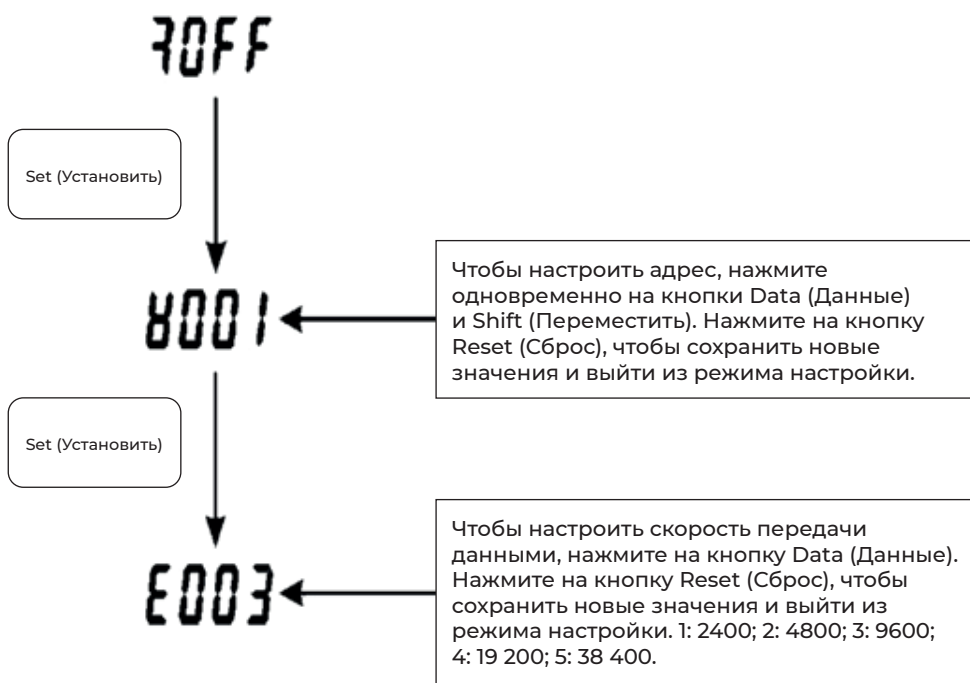 Set (Установить)
8001
Чтобы настроить адрес, нажмите
одновременно на кнопки Data (Данные)
и Shift (Переместить). Нажмите на кнопку
Reset (Сброс), чтобы сохранить новые
значения и выйти из режима настройки.
Set (Установить)
E003
Чтобы настроить скорость передачи
данными, нажмите на кнопку Data (Данные).
Нажмите на кнопку Reset (Сброс), чтобы
сохранить новые значения и выйти из
режима настройки. 1: 2400; 2: 4800; 3: 9600;
4: 19 200; 5: 38 400.